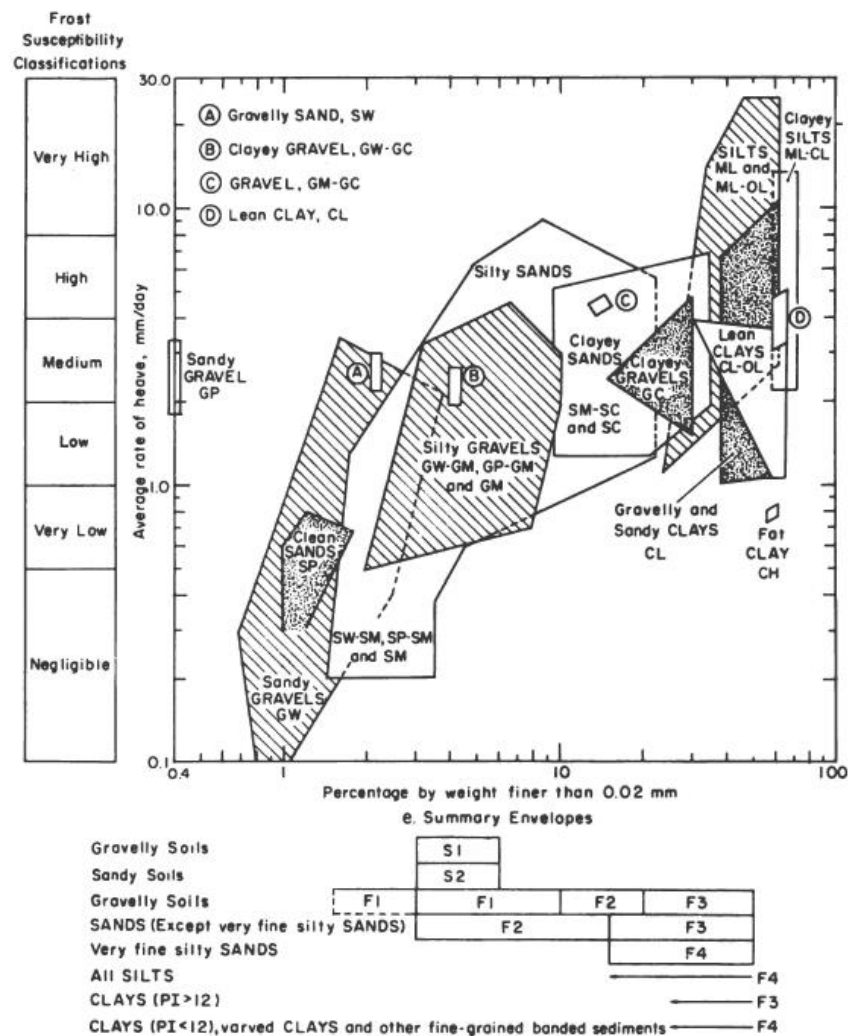 Frost
Susceptibility
Classifications
Very High
High
Medium
Low
Very Low
Negligible
Average rate of heave, mm/day
30.0
10.0
1.0
0.1
Ⓐ Gravelly SAND, SW
Ⓑ Clayey GRAVEL, GW-GC
Ⓒ GRAVEL, GM-GC
Ⓓ Lean CLAY, CL
Clayey
SILTS
ML-CL
SILTS
ML and
ML-OL
Silty SANDS
Ⓒ
Ⓓ
Sandy
GRAVEL
GP
Ⓐ
Ⓑ
Clayey
SANDS
SM-SC
and SC
Clayey
GRAVELS
GC
Lean
CLAYS
CL-OL
Silty GRAVELS
GW-GM, GP-GM
and GM
Gravelly and
Sandy CLAYS
CL
Fat
CLAY
CH
Clean
SANDS
SP
SW-SM, SP-SM
and SM
Sandy
GRAVELS
GW
0.4
1
10
100
Percentage by weight finer than 0.02 mm
e. Summary Envelopes
Gravelly Soils S1
Sandy Soils S2
Gravelly Soils F1 F1 F2 F3
SANDS (Except very fine silty SANDS) F2 F3
Very fine silty SANDS F4
All SILTS F4
CLAYS (PI>12) F3
CLAYS (PI<12), varved CLAYS and other fine-grained banded sediments F4